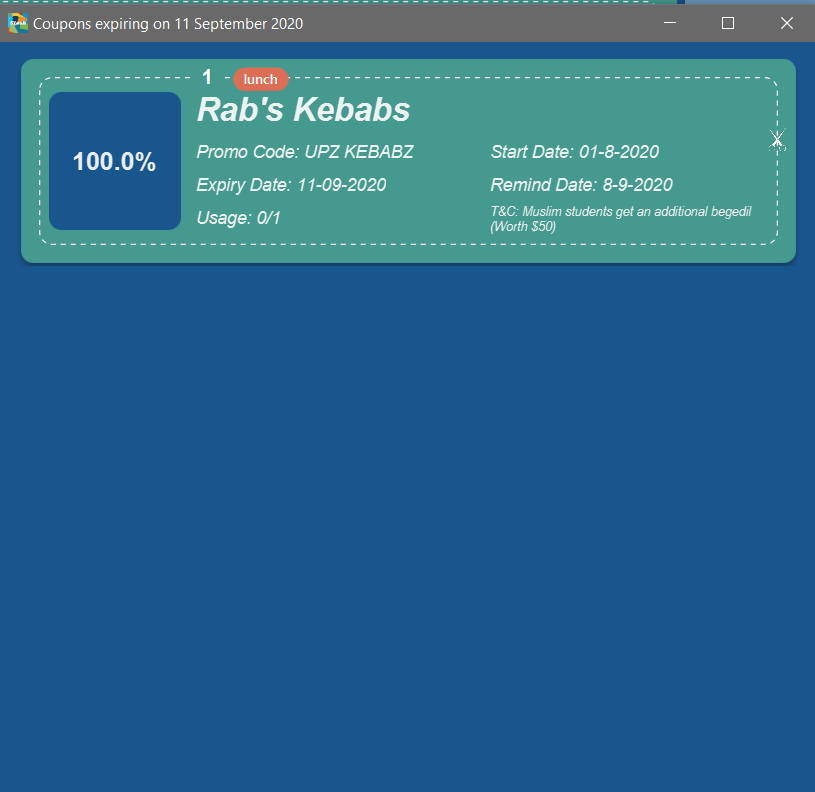 Coupons expiring on 11 September 2020
1 lunch
Rab's Kebabs
100.0%
Promo Code: UPZ KEBABZ
Start Date: 01-8-2020
Expiry Date: 11-09-2020
Remind Date: 8-9-2020
Usage: 0/1
T&C: Muslim students get an additional begedil
(Worth $50)